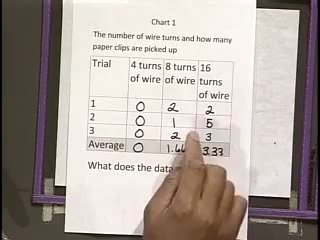 Chart 1
The number of wire turns and how many
paper clips are picked up
Trial 4 turns of wire 8 turns of wire 16 turns of wire
1 0 2 2
2 0 1 5
3 0 2 3
Average 0 1.66 3.33
What does the data